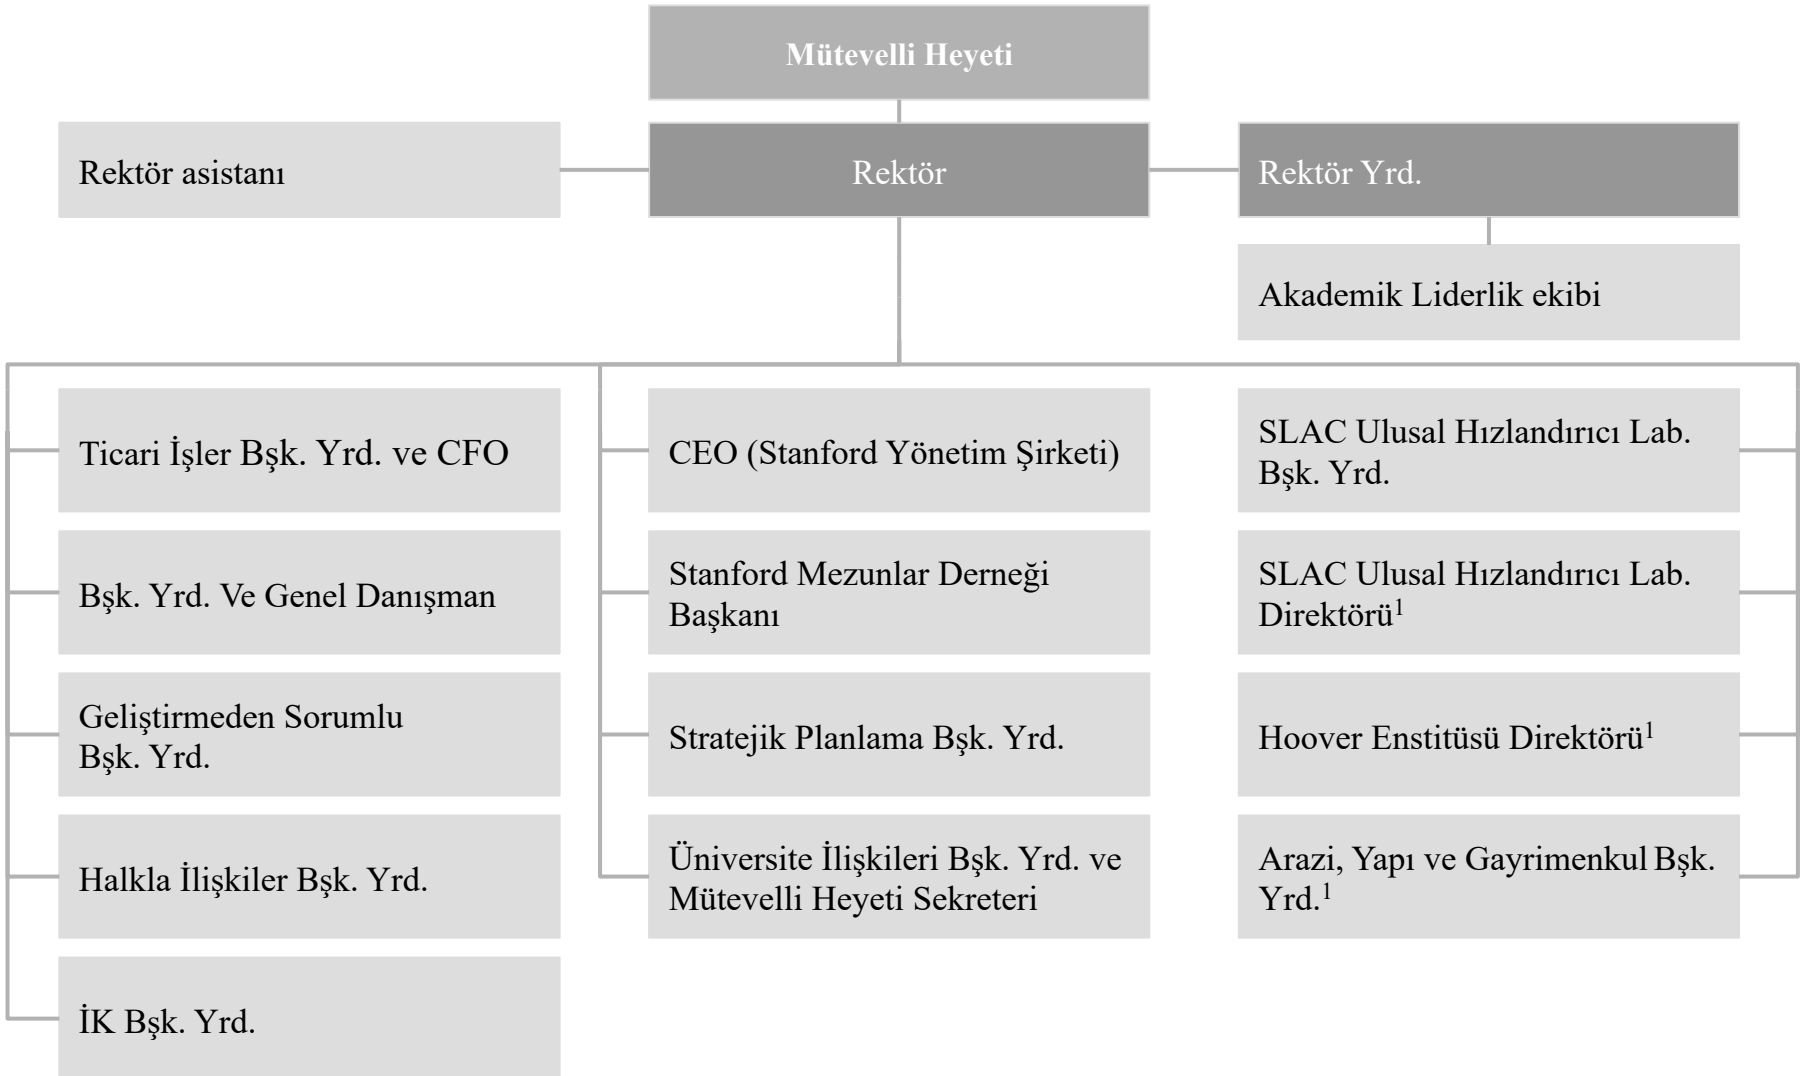 Mütevelli Heyeti
Rektör asistanı
Rektör
Rektör Yrd.
Akademik Liderlik ekibi
Ticari İşler Bşk. Yrd. ve CFO
Bşk. Yrd. Ve Genel Danışman
Geliştirmeden Sorumlu
Bşk. Yrd.
Halkla İlişkiler Bşk. Yrd.
İK Bşk. Yrd.
CEO (Stanford Yönetim Şirketi)
Stanford Mezunlar Derneği
Başkanı
Stratejik Planlama Bşk. Yrd.
Üniversite İlişkileri Bşk. Yrd. ve
Mütevelli Heyeti Sekreteri
SLAC Ulusal Hızlandırıcı Lab.
Bşk. Yrd.
SLAC Ulusal Hızlandırıcı Lab.
Direktörü¹
Hoover Enstitüsü Direktörü¹
Arazi, Yapı ve Gayrimenkul Bşk.
Yrd.¹